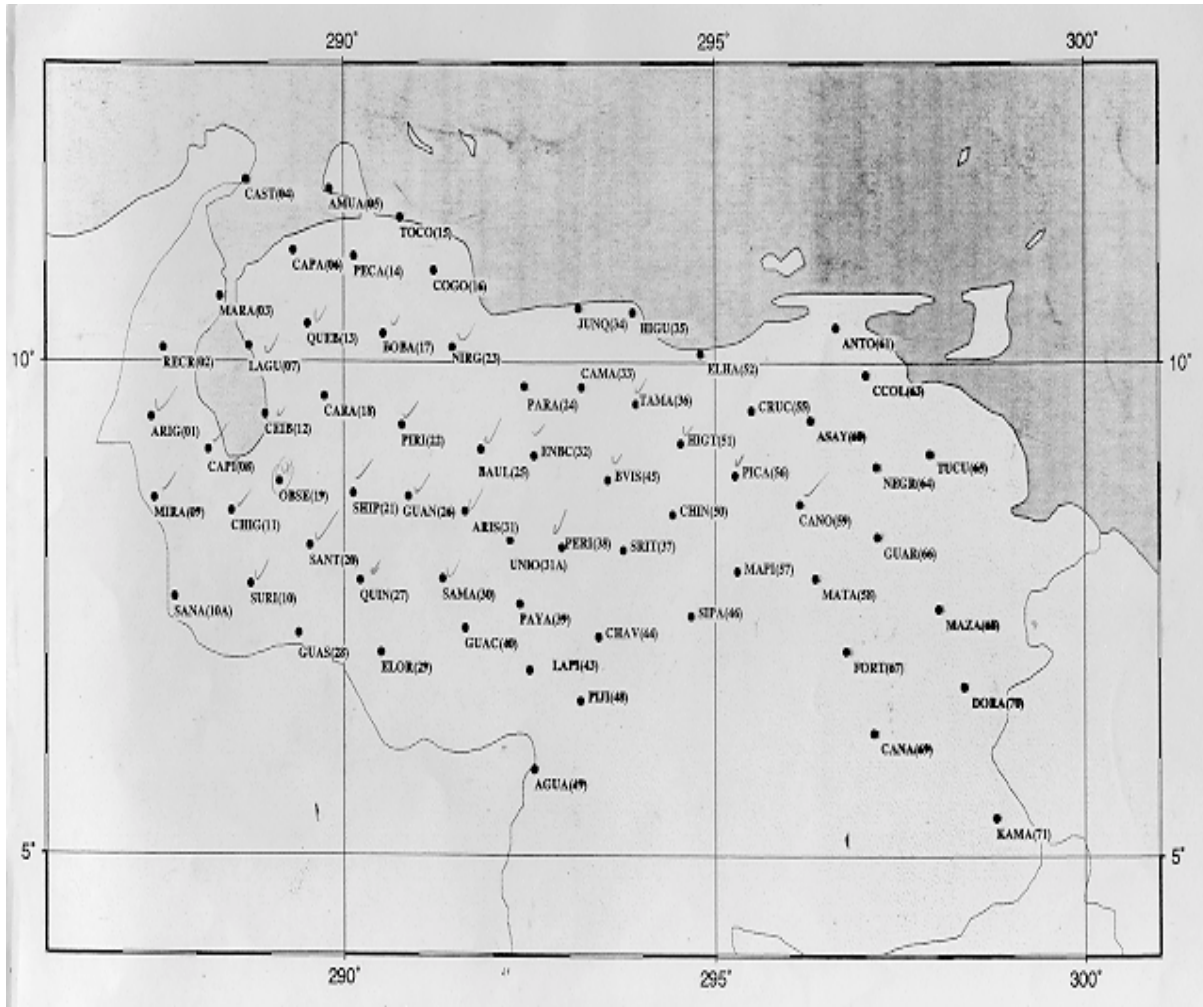 290° 295° 300°
CAST(04)
AMUA(05)
TOCO(15)
CAPA(06)
PECA(14)
COGO(16)
MARA(03)
JUNQ(34)
HIGU(35)
QUEB(13)
BOBA(17)
NIRG(23)
ANTO(61)
10°
RECR(02)
LAGU(07)
ELHA(52)
10°
CAMA(33)
CCOL(63)
CARA(18)
PARA(24)
TAMA(36)
CRUC(55)
ARIG(01)
CEIB(12)
PIRI(22)
ASAY(60)
CAPI(08)
BAUL(25)
ENBC(32)
HIGT(51)
BVIS(45)
PICA(56)
NEGR(64)
TUCU(65)
MIRA(09)
OBSE(19)
SHIP(21)
GUAN(26)
CHIG(11)
ARIS(31)
CHIN(50)
CANO(59)
SANT(20)
UNIO(31A)
PERI(38)
SRIT(37)
GUAR(66)
SANA(10A)
SURI(10)
QUIN(27)
SAMA(30)
MAPI(57)
MATA(58)
PAYA(39)
SIPA(46)
MAZA(68)
GUAS(28)
ELOR(29)
GUAC(40)
CHAV(44)
LAPI(43)
FORT(67)
PIJI(48)
DORA(70)
CANA(69)
AGUA(49)
KAMA(71)
5° 5°
290° 295° 300°